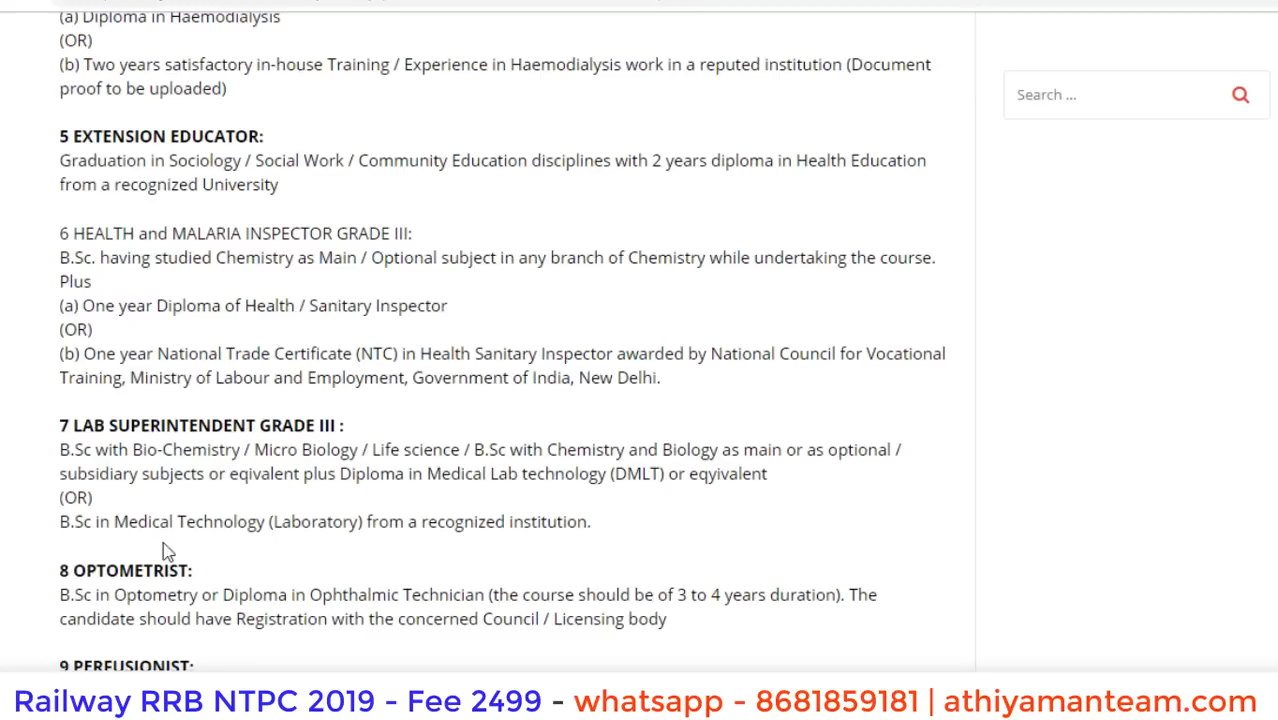 (a) Diploma in Haemodialysis
(OR)
(b) Two years satisfactory in-house Training / Experience in Haemodialysis work in a reputed institution (Document
proof to be uploaded)
5 EXTENSION EDUCATOR:
Graduation in Sociology / Social Work / Community Education disciplines with 2 years diploma in Health Education
from a recognized University
6 HEALTH and MALARIA INSPECTOR GRADE III:
B.Sc. having studied Chemistry as Main / Optional subject in any branch of Chemistry while undertaking the course.
Plus
(a) One year Diploma of Health / Sanitary Inspector
(OR)
(b) One year National Trade Certificate (NTC) in Health Sanitary Inspector awarded by National Council for Vocational
Training, Ministry of Labour and Employment, Government of India, New Delhi.
7 LAB SUPERINTENDENT GRADE III :
B.Sc with Bio-Chemistry / Micro Biology / Life science / B.Sc with Chemistry and Biology as main or as optional /
subsidiary subjects or eqivalent plus Diploma in Medical Lab technology (DMLT) or eqyivalent
(OR)
B.Sc in Medical Technology (Laboratory) from a recognized institution.
8 OPTOMETRIST:
B.Sc in Optometry or Diploma in Ophthalmic Technician (the course should be of 3 to 4 years duration). The
candidate should have Registration with the concerned Council / Licensing body
9 PERFUSIONIST:
Search ...
Railway RRB NTPC 2019 - Fee 2499 - whatsapp - 8681859181 | athiyamanteam.com